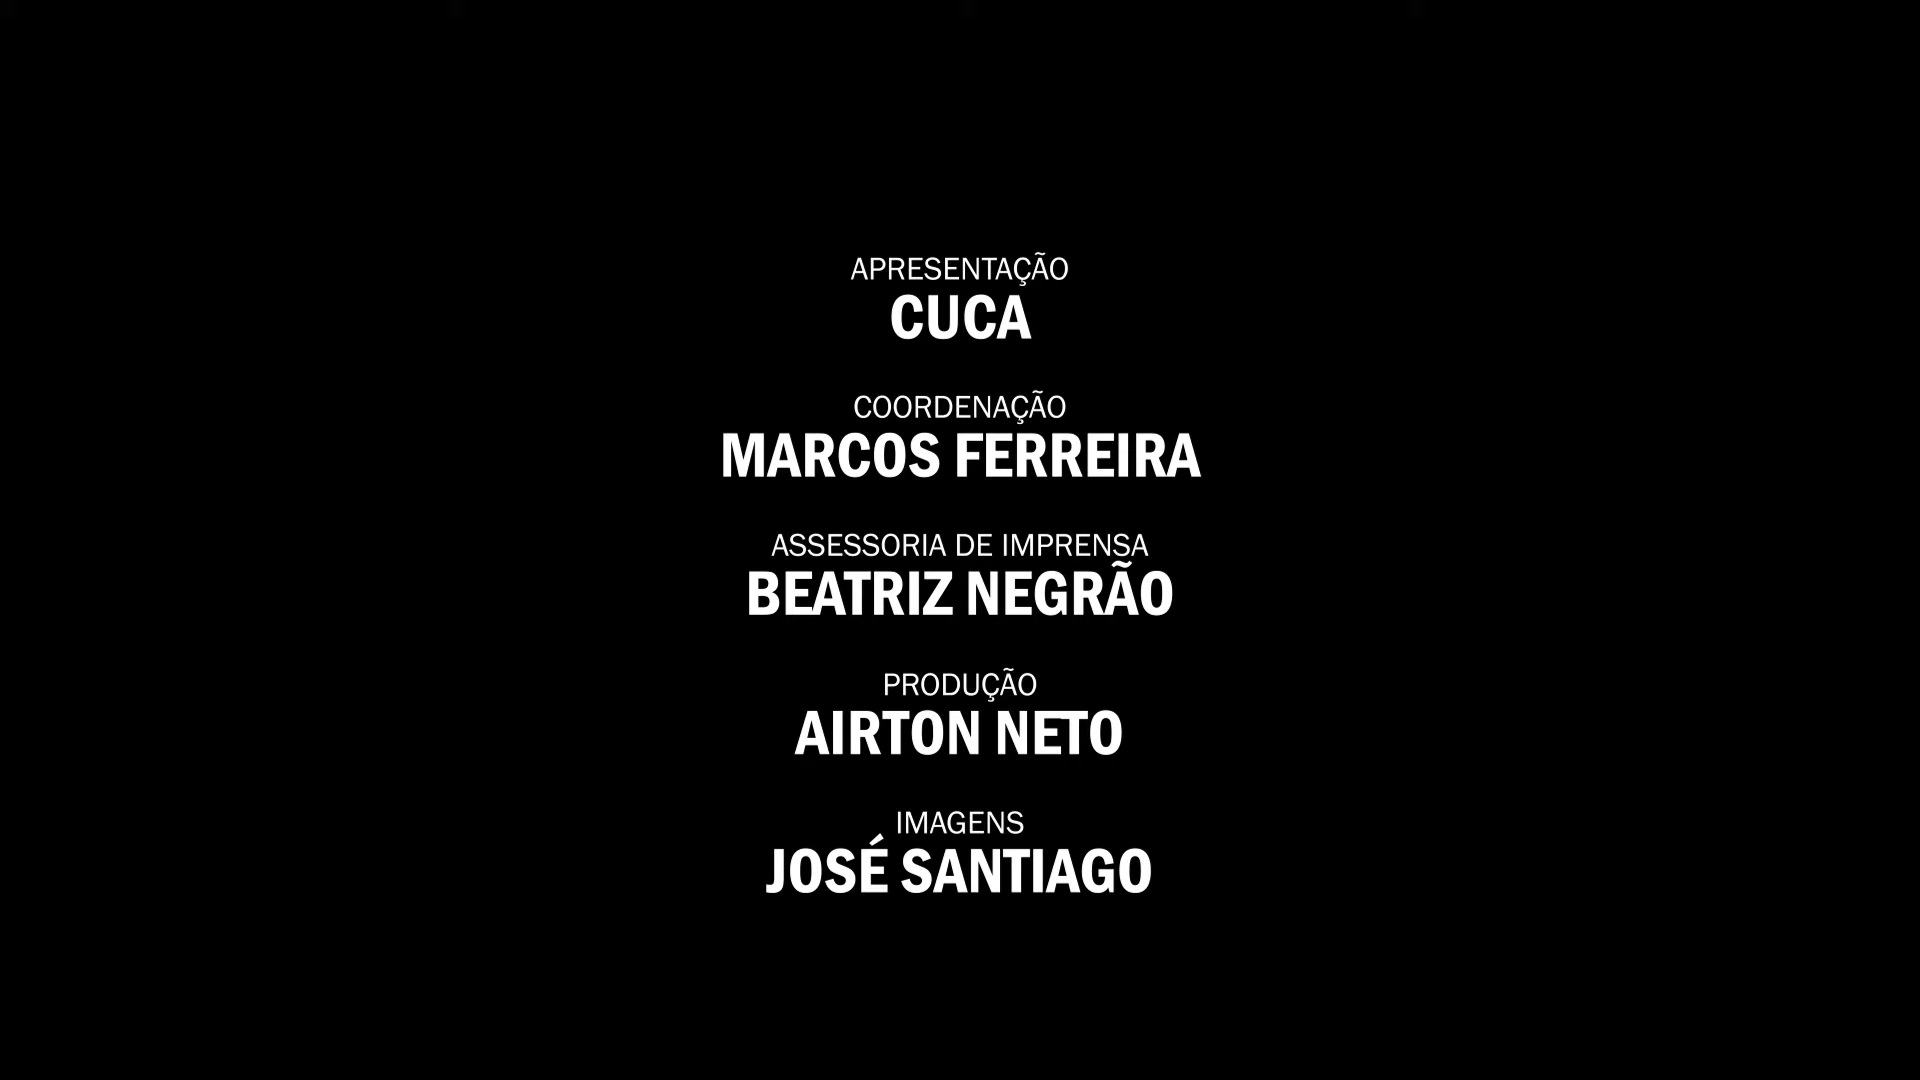 APRESENTAÇÃO
CUCA
COORDENAÇÃO
MARCOS FERREIRA
ASSESSORIA DE IMPRENSA
BEATRIZ NEGRÃO
PRODUÇÃO
AIRTON NETO
IMAGENS
JOSÉ SANTIAGO